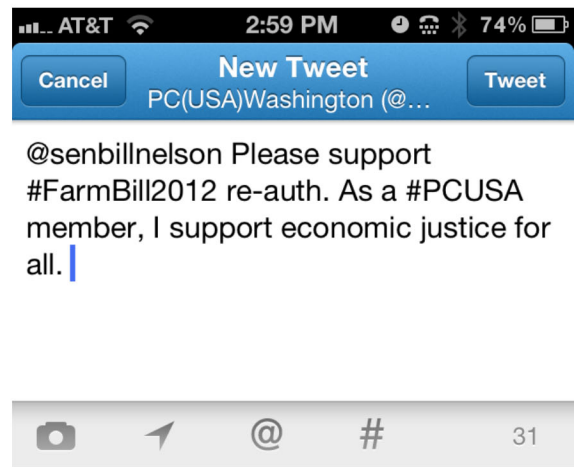 AT&T 2:59 PM 74%
Cancel New Tweet Tweet
PC(USA)Washington (@...
@senbillnelson Please support
#FarmBill2012 re-auth. As a #PCUSA
member, I support economic justice for
all.
@ # 31